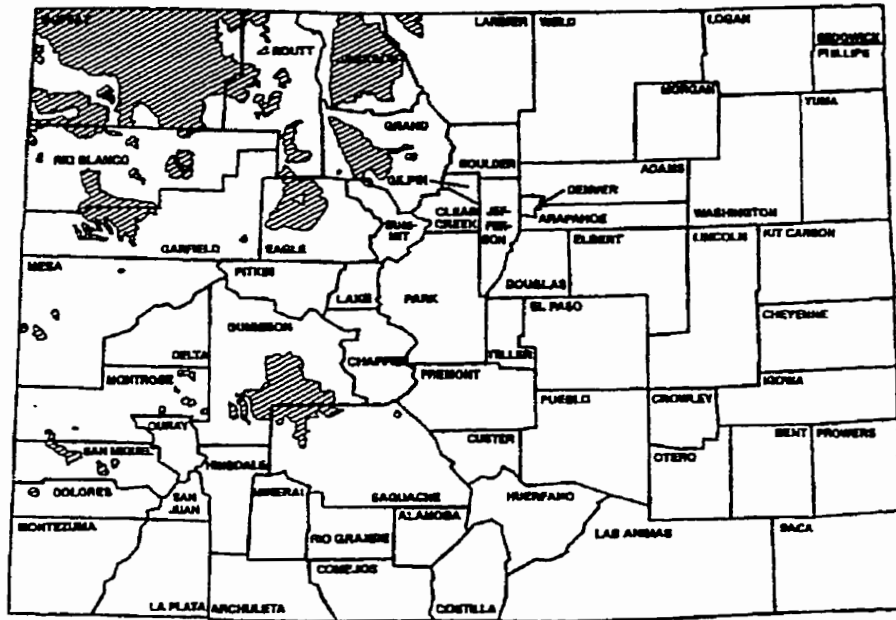 ROUTT
LARIMER
WELD
LOGAN
SEDGWICK
PHILLIPS
MORGAN
YUMA
GRAND
RIO BLANCO
BOULDER
GILPIN
ADAMS
DENVER
CLEAR
CREEK
JEF-
FER-
SON
ARAPAHOE
WASHINGTON
SUM-
MIT
GARFIELD
EAGLE
ELBERT
LINCOLN
KIT CARSON
MESA
PITKIN
DOUGLAS
LAKE
PARK
EL PASO
GUNNISON
CHEYENNE
DELTA
CHAFFEE
TELLER
MONTROSE
FREMONT
KIOWA
PUEBLO
CROWLEY
OURAY
CUSTER
BENT
PROWERS
SAN MIGUEL
OTERO
HINSDALE
DOLORES
SAN
JUAN
MINERAL
SAGUACHE
HUERFANO
ALAMOSA
MONTEZUMA
RIO GRANDE
LAS ANIMAS
BACA
CONEJOS
LA PLATA
ARCHULETA
COSTILLA